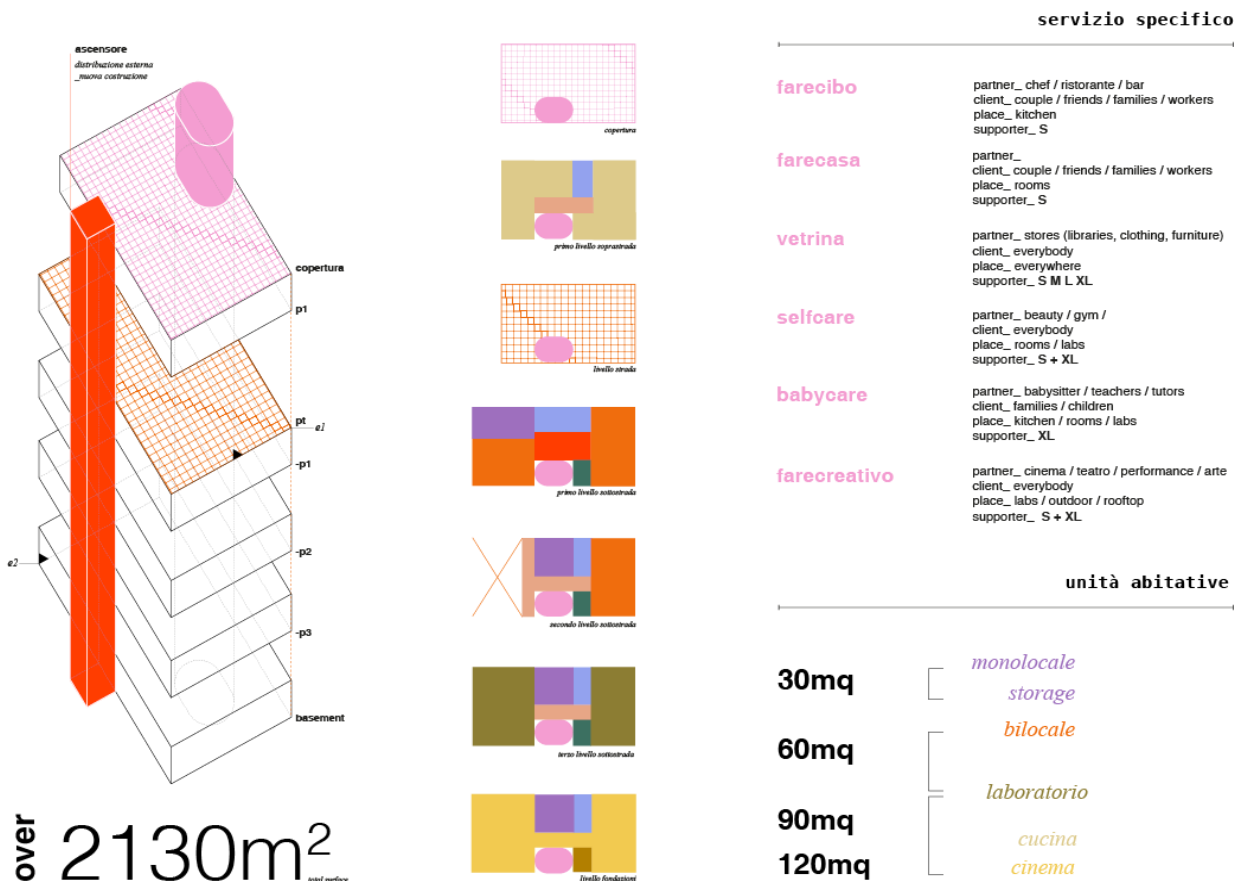 ascensore
distribuzione esterna
_nuova costruzione
copertura
p1
pt
e1
-p1
-p2
e2
-p3
basement
over
2130m²
total surface
copertura
primo livello soprastrada
livello strada
primo livello sottostrada
secondo livello sottostrada
terzo livello sottostrada
livello fondazioni
servizio specifico
farecibo
partner_ chef / ristorante / bar
client_ couple / friends / families / workers
place_ kitchen
supporter_ S
farecasa
partner_
client_ couple / friends / families / workers
place_ rooms
supporter_ S
vetrina
partner_ stores (libraries, clothing, furniture)
client_ everybody
place_ everywhere
supporter_ S M L XL
selfcare
partner_ beauty / gym /
client_ everybody
place_ rooms / labs
supporter_ S + XL
babycare
partner_ babysitter / teachers / tutors
client_ families / children
place_ kitchen / rooms / labs
supporter_ XL
farecreativo
partner_ cinema / teatro / performance / arte
client_ everybody
place_ labs / outdoor / rooftop
supporter_ S + XL
unità abitative
30mq
monolocale
storage
60mq
bilocale
laboratorio
90mq
120mq
cucina
cinema